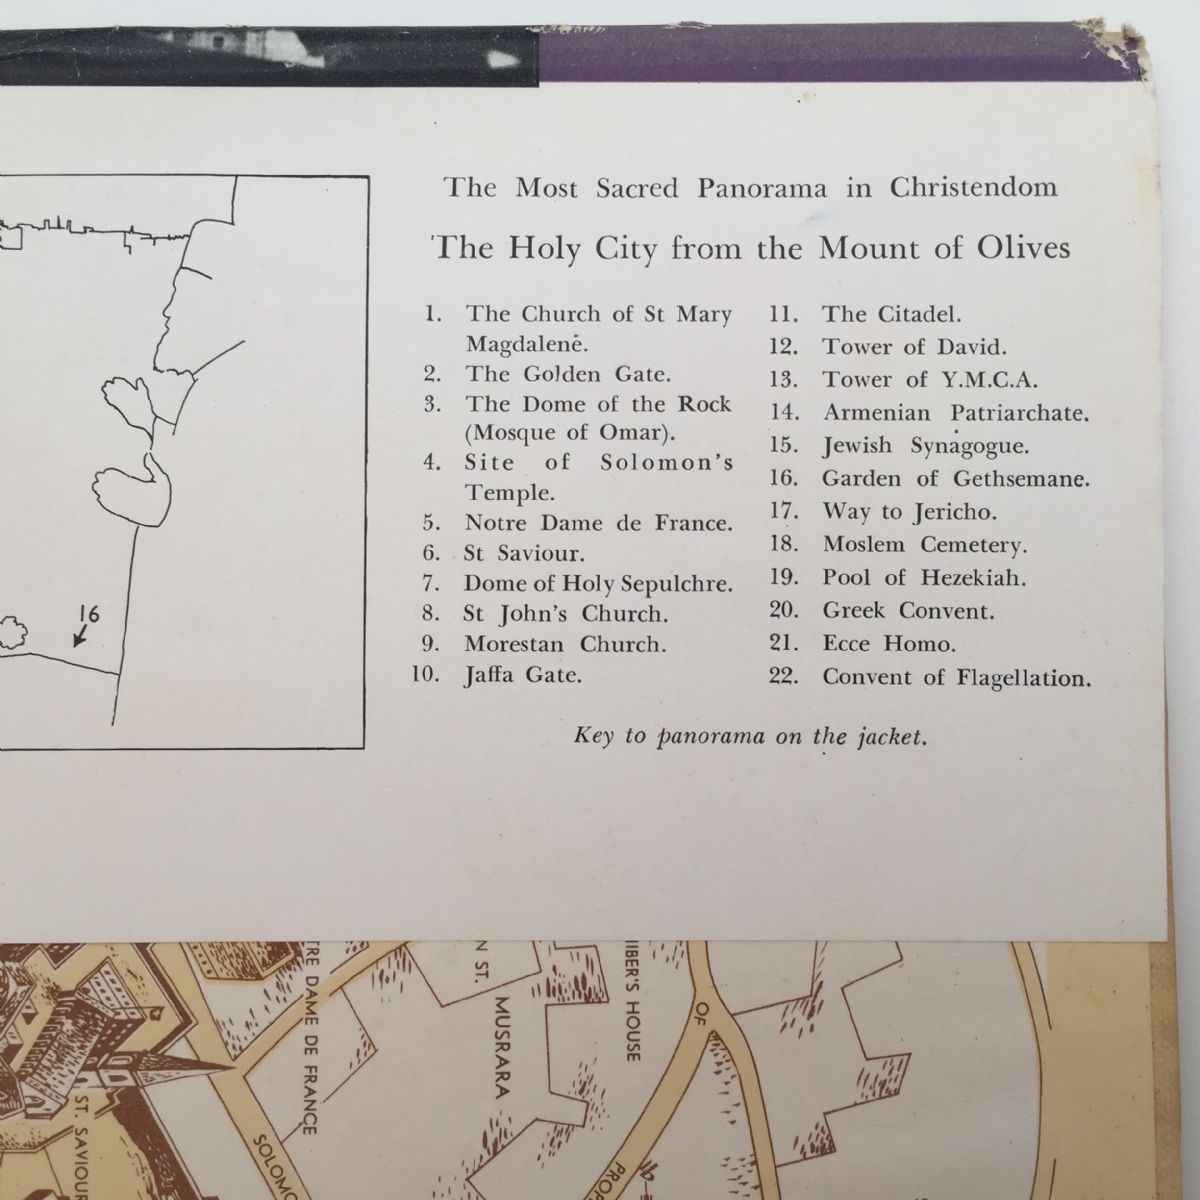 The Most Sacred Panorama in Christendom
The Holy City from the Mount of Olives
1. The Church of St Mary
Magdalene.
2. The Golden Gate.
3. The Dome of the Rock
(Mosque of Omar).
4. Site of Solomon's
Temple.
5. Notre Dame de France.
6. St Saviour.
7. Dome of Holy Sepulchre.
8. St John's Church.
9. Morestan Church.
10. Jaffa Gate.
11. The Citadel.
12. Tower of David.
13. Tower of Y.M.C.A.
14. Armenian Patriarchate.
15. Jewish Synagogue.
16. Garden of Gethsemane.
17. Way to Jericho.
18. Moslem Cemetery.
19. Pool of Hezekiah.
20. Greek Convent.
21. Ecce Homo.
22. Convent of Flagellation.
Key to panorama on the jacket.
16
TRE DAME DE FRANCE
N ST.
MUSRARA
BER'S HOUSE
OF
PROP
SOLOMO
ST. SAVIOUR